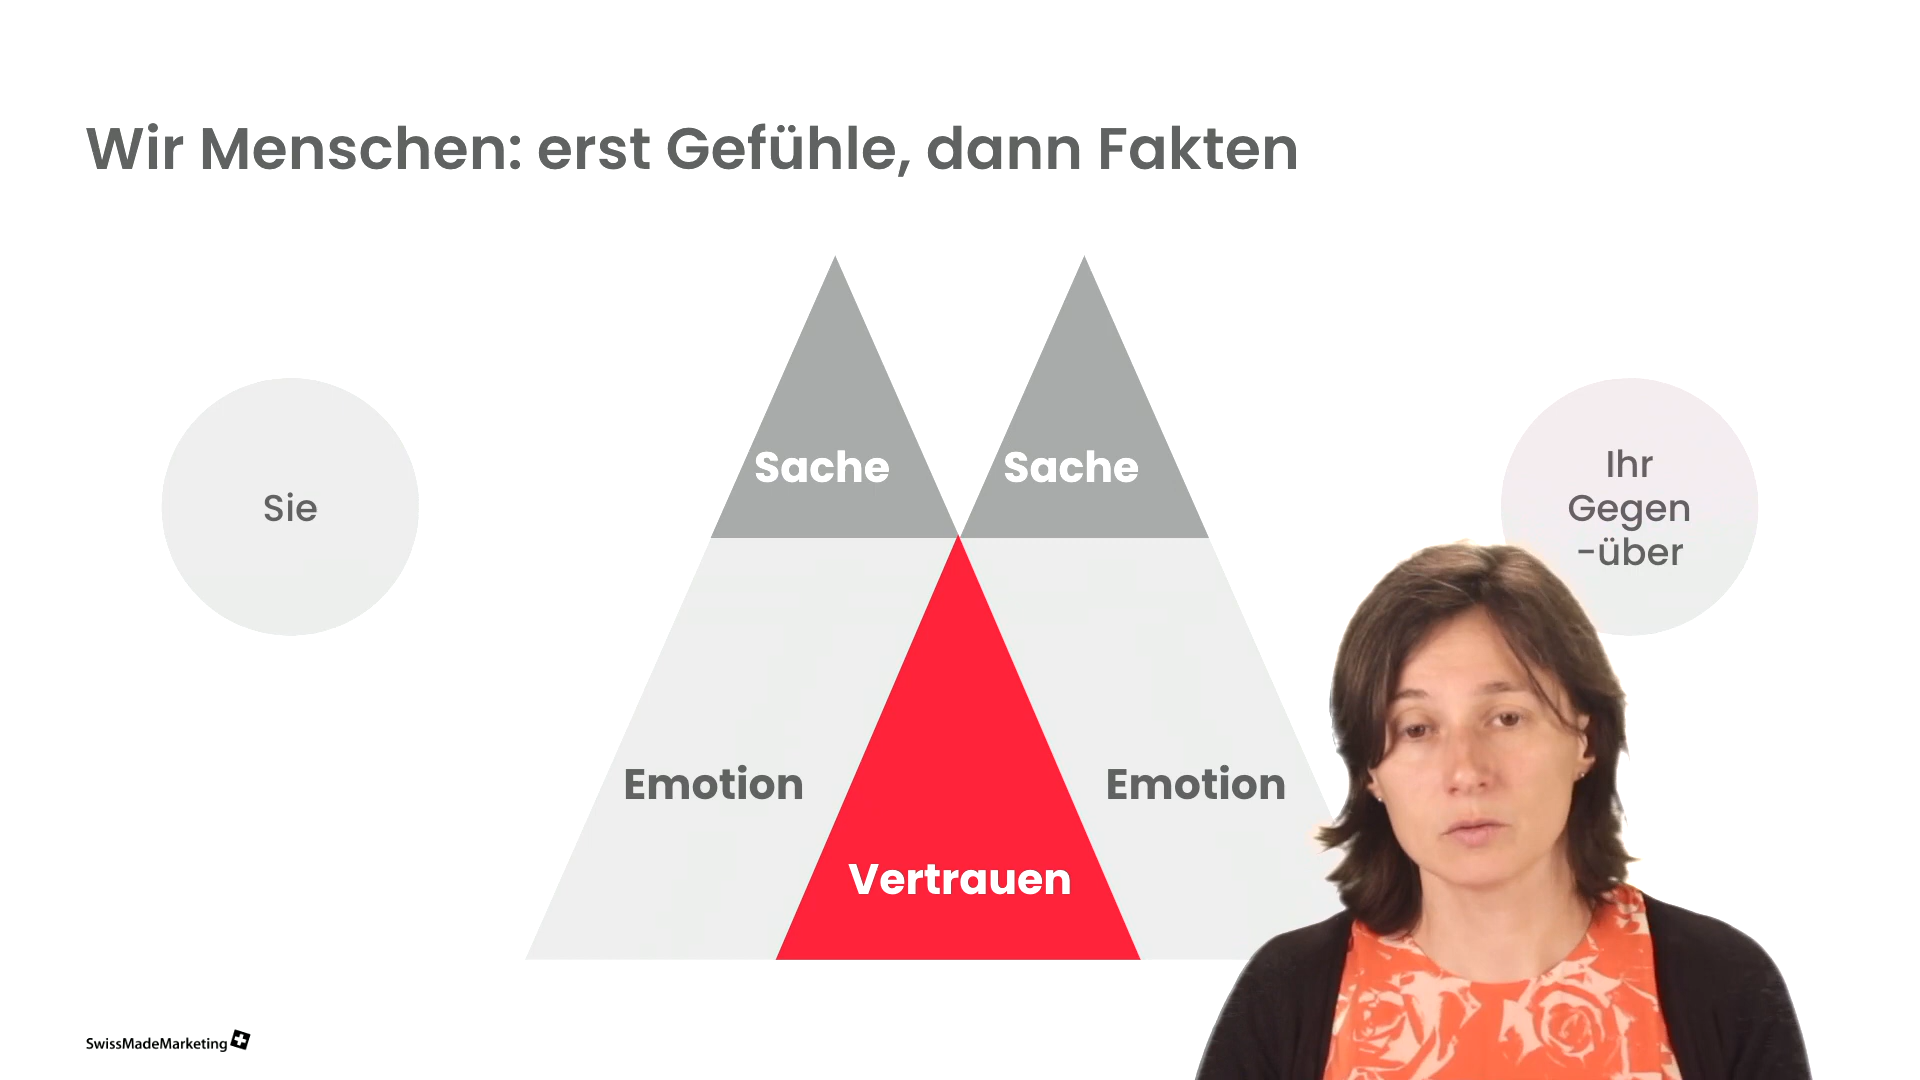 Wir Menschen: erst Gefühle, dann Fakten
Sache
Sache
Sie
Ihr
Gegen
-über
Emotion
Emotion
Vertrauen
SwissMadeMarketing